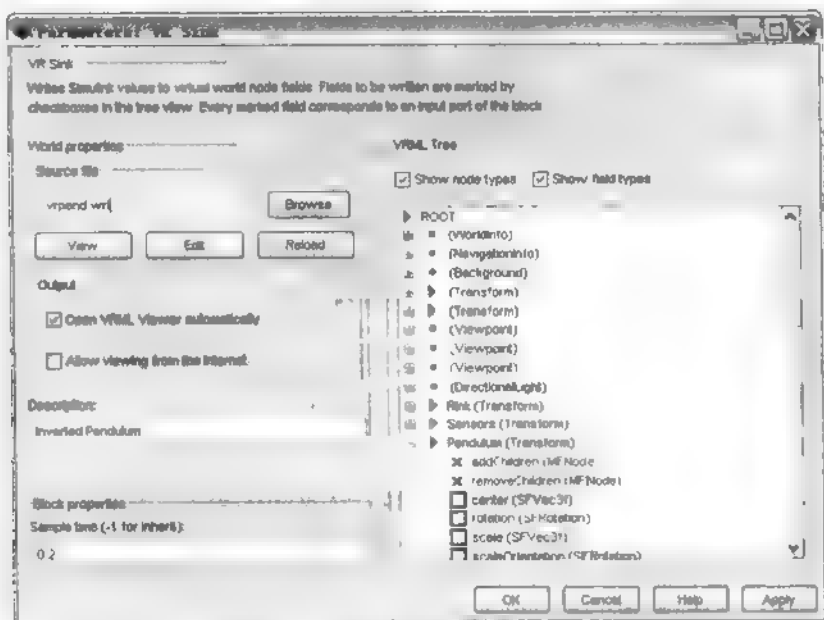 VR Sink
Writes Simulink values to virtual world node fields. Fields to be written are marked by
checkboxes in the tree view. Every marked field corresponds to an input port of the block
World properties
Source file
vrpend.wrl
Browse
View
Edit
Reload
Output
Open VRML Viewer automatically
Allow viewing from the Internet
Description:
Inverted Pendulum
Block properties
Sample time (-1 for inherit):
0.2
VRML Tree
Show node types
Show field types
ROOT
(WorldInfo)
(NavigationInfo)
(Background)
(Transform)
(Transform)
(Viewpoint)
(Viewpoint)
(Viewpoint)
(DirectionalLight)
Rink (Transform)
Sensors (Transform)
Pendulum (Transform)
addChildren (MFNode)
removeChildren (MFNode)
center (SFVec3f)
rotation (SFRotation)
scale (SFVec3f)
scaleOrientation (SFRotation)
OK
Cancel
Help
Apply